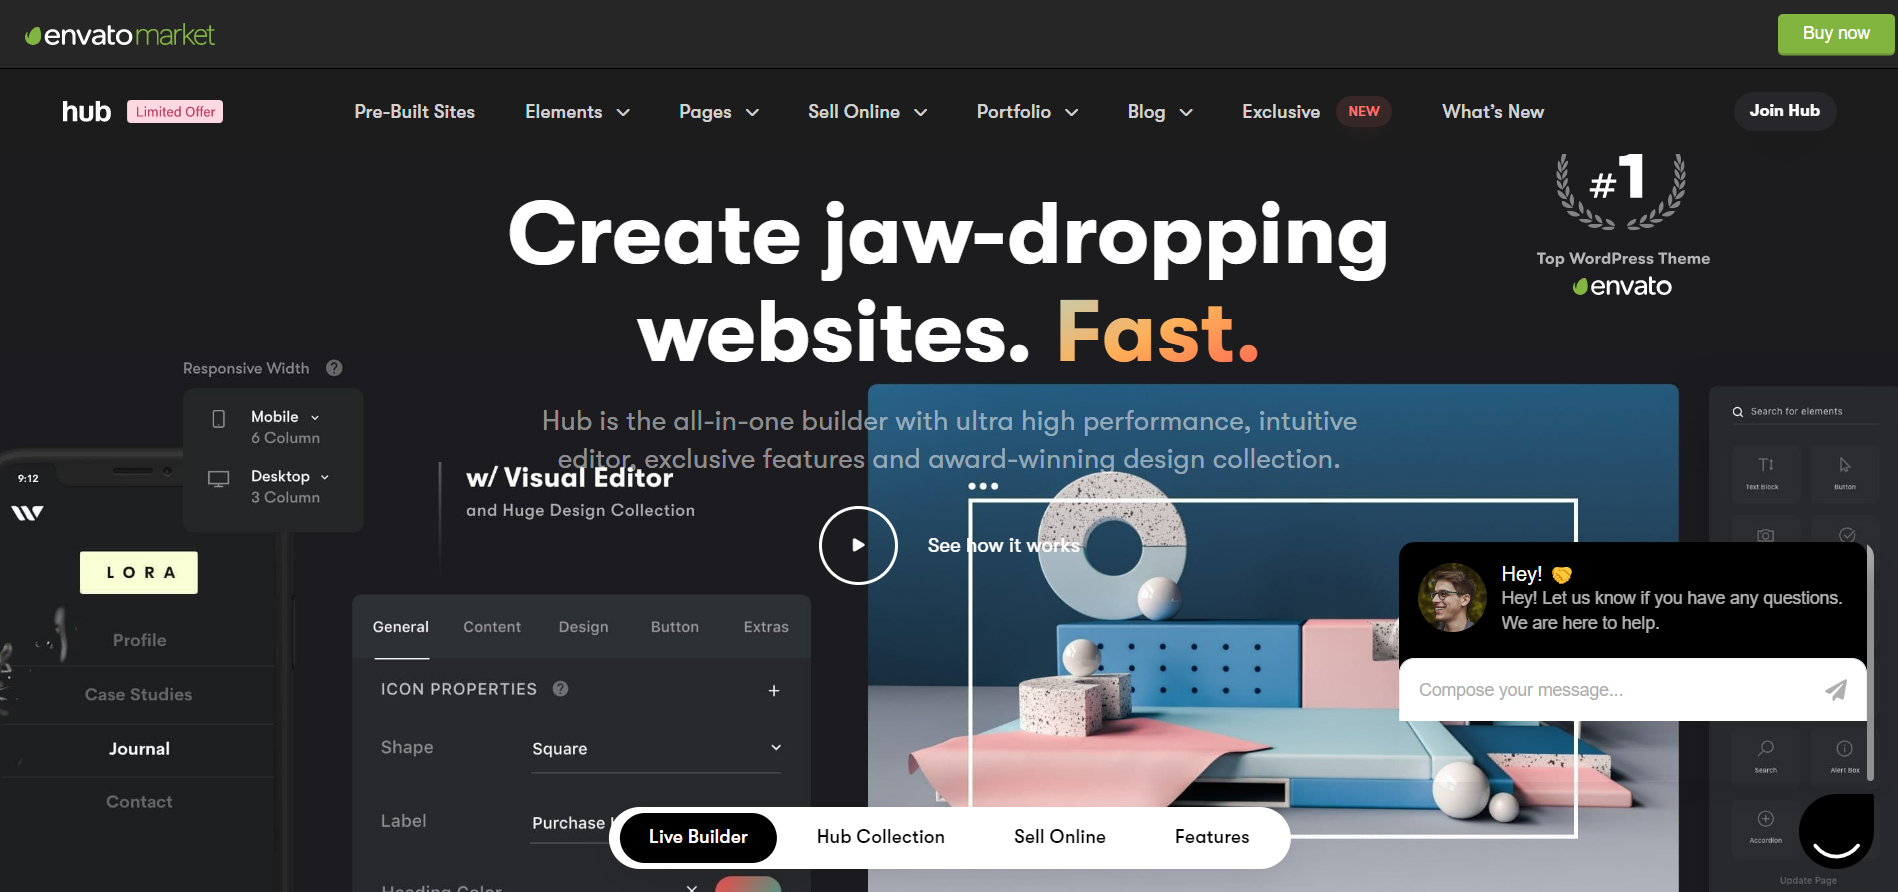 envato market
Buy now
hub
Limited Offer
Pre-Built Sites
Elements
Pages
Sell Online
Portfolio
Blog
Exclusive
NEW
What's New
Join Hub
#1
Top WordPress Theme
envato
Create jaw-dropping
websites. Fast.
Hub is the all-in-one builder with ultra high performance, intuitive
editor, exclusive features and award-winning design collection.
Responsive Width ?
Mobile
6 Column
Desktop
3 Column
9:12
LORA
Profile
Case Studies
Journal
Contact
w/ Visual Editor
and Huge Design Collection
See how it works
General
Content
Design
Button
Extras
ICON PROPERTIES ? +
Shape
Square
Label
Purchase
Heading Color
Search for elements
Text Block
Button
Hey! 🤝
Hey! Let us know if you have any questions.
We are here to help.
Compose your message...
Search
Alert Box
Accordion
Update Page
Live Builder
Hub Collection
Sell Online
Features